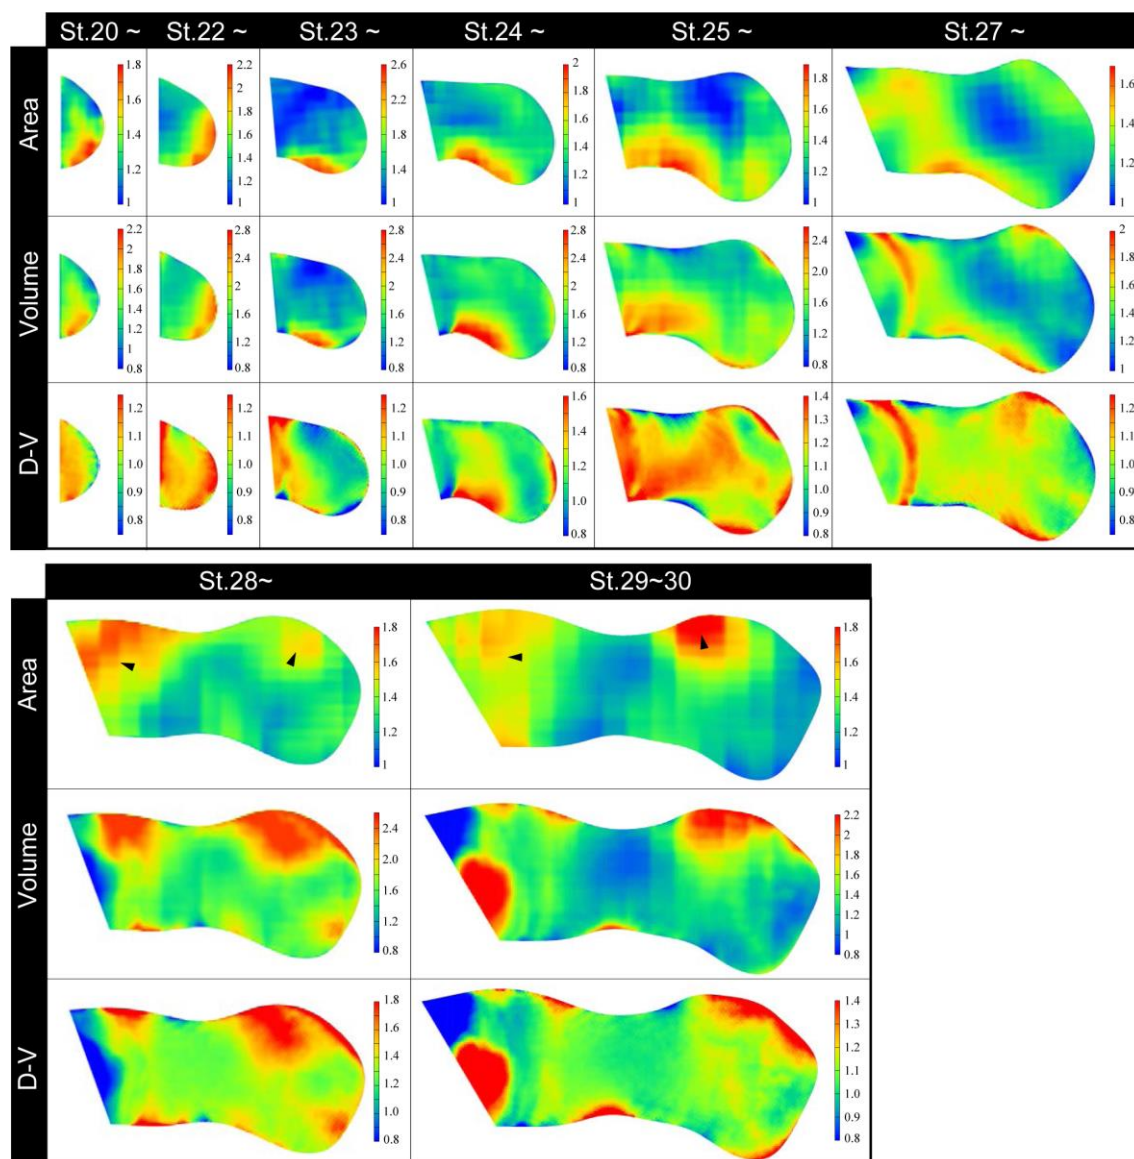 St.20 ~ St.22 ~ St.23 ~ St.24 ~ St.25 ~ St.27 ~
Area
1.8 1.6 1.4 1.2 1
2.2 2 1.8 1.6 1.4 1.2 1
2.6 2.2 1.8 1.4 1
2 1.8 1.6 1.4 1.2 1
1.8 1.6 1.4 1.2 1
1.6 1.4 1.2 1
Volume
2.2 2 1.8 1.6 1.4 1.2 1 0.8
2.8 2.4 2.0 1.6 1.2 0.8
2.8 2.4 2.0 1.6 1.2 0.8
2.8 2.4 2.0 1.6 1.2 0.8
2.4 2.0 1.6 1.2 0.8
2 1.8 1.6 1.4 1.2 1
D-V
1.2 1.1 1.0 0.9 0.8
1.2 1.1 1.0 0.9 0.8
1.2 1.1 1.0 0.9 0.8
1.6 1.4 1.2 1.0 0.8
1.4 1.3 1.2 1.1 1.0 0.9 0.8
1.2 1.1 1.0 0.9 0.8
St.28~ St.29~30
Area
1.8 1.6 1.4 1.2 1
1.8 1.6 1.4 1.2 1
Volume
2.4 2.0 1.6 1.2 0.8
2.2 2 1.8 1.6 1.4 1.2 1 0.8
D-V
1.8 1.6 1.4 1.2 1.0 0.8
1.4 1.3 1.2 1.1 1.0 0.9 0.8